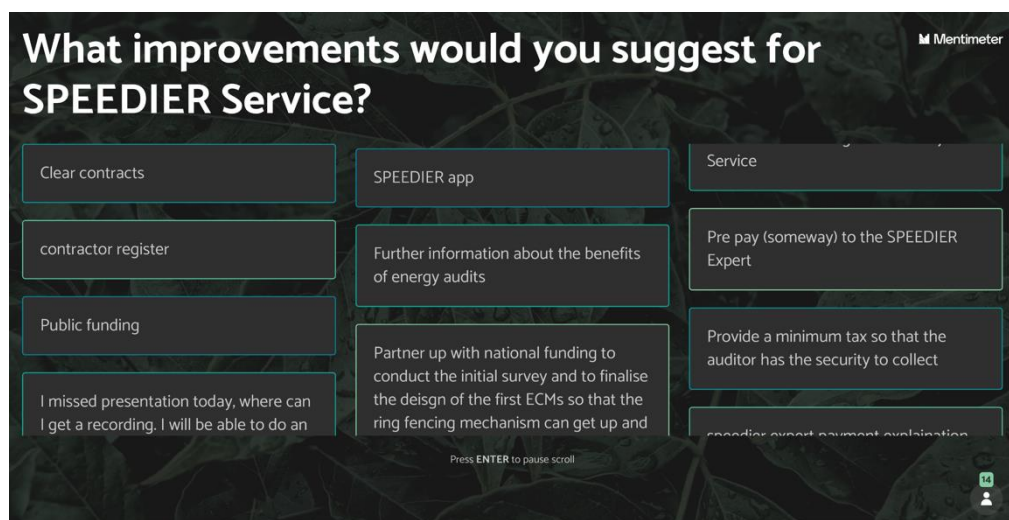 What improvements would you suggest for
SPEEDIER Service?
Mentimeter
Clear contracts
contractor register
Public funding
I missed presentation today, where can
I get a recording. I will be able to do an
SPEEDIER app
Further information about the benefits
of energy audits
Partner up with national funding to
conduct the initial survey and to finalise
the deisgn of the first ECMs so that the
ring fencing mechanism can get up and
Service
Pre pay (someway) to the SPEEDIER
Expert
Provide a minimum tax so that the
auditor has the security to collect
speedier expert payment explaination
Press ENTER to pause scroll
14